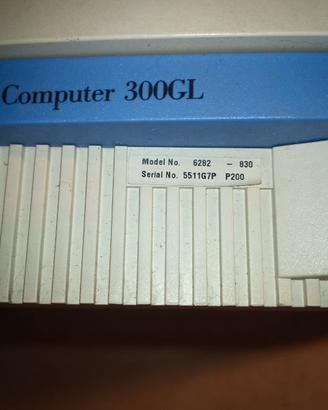 Computer 300GL
Model No. 6282 - 830
Serial No. 5511G7P P200